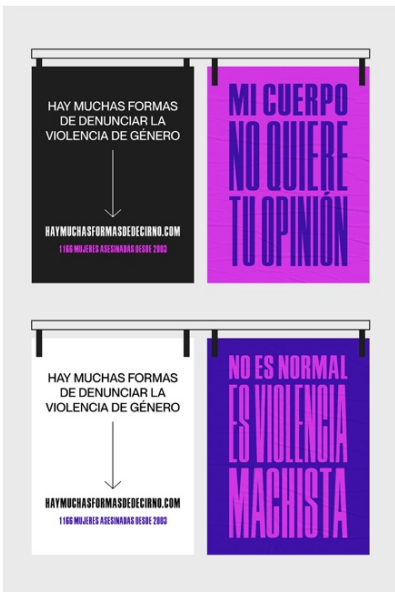 HAY MUCHAS FORMAS
DE DENUNCIAR LA
VIOLENCIA DE GÉNERO
HAYMUCHASFORMASDEDECIRNO.COM
1166 MUJERES ASESINADAS DESDE 2003
MI CUERPO
NO QUIERE
TU OPINIÓN
HAY MUCHAS FORMAS
DE DENUNCIAR LA
VIOLENCIA DE GÉNERO
HAYMUCHASFORMASDEDECIRNO.COM
1166 MUJERES ASESINADAS DESDE 2003
NO ES NORMAL
ES VIOLENCIA
MACHISTA